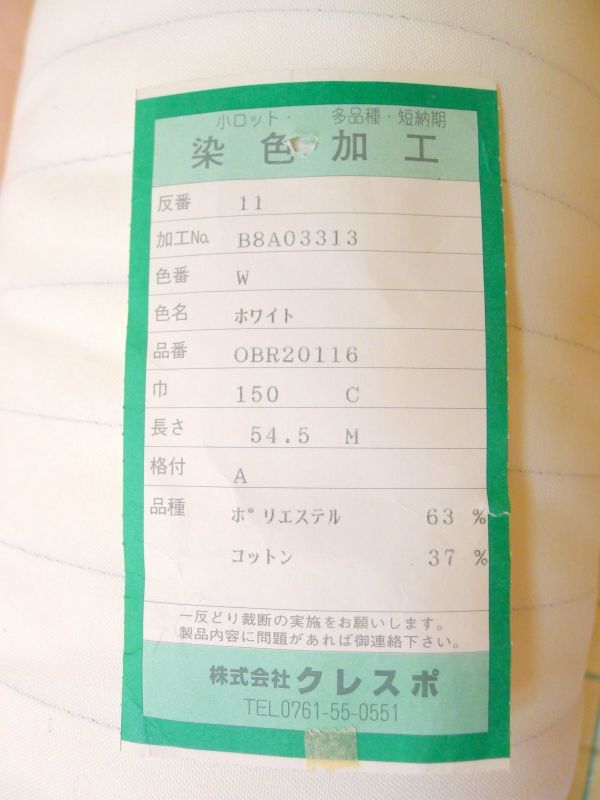 小ロット・ 多品種・短納期
染色加工
反番 11
加工No. B8A03313
色番 W
色名 ホワイト
品番 OBR20116
巾 150 C
長さ 54.5 M
格付 A
品種 ポリエステル 63 %
コットン 37 %
一反どり裁断の実施をお願いします。
製品内容に問題があれば御連絡下さい。
株式会社クレスポ
TEL0761-55-0551